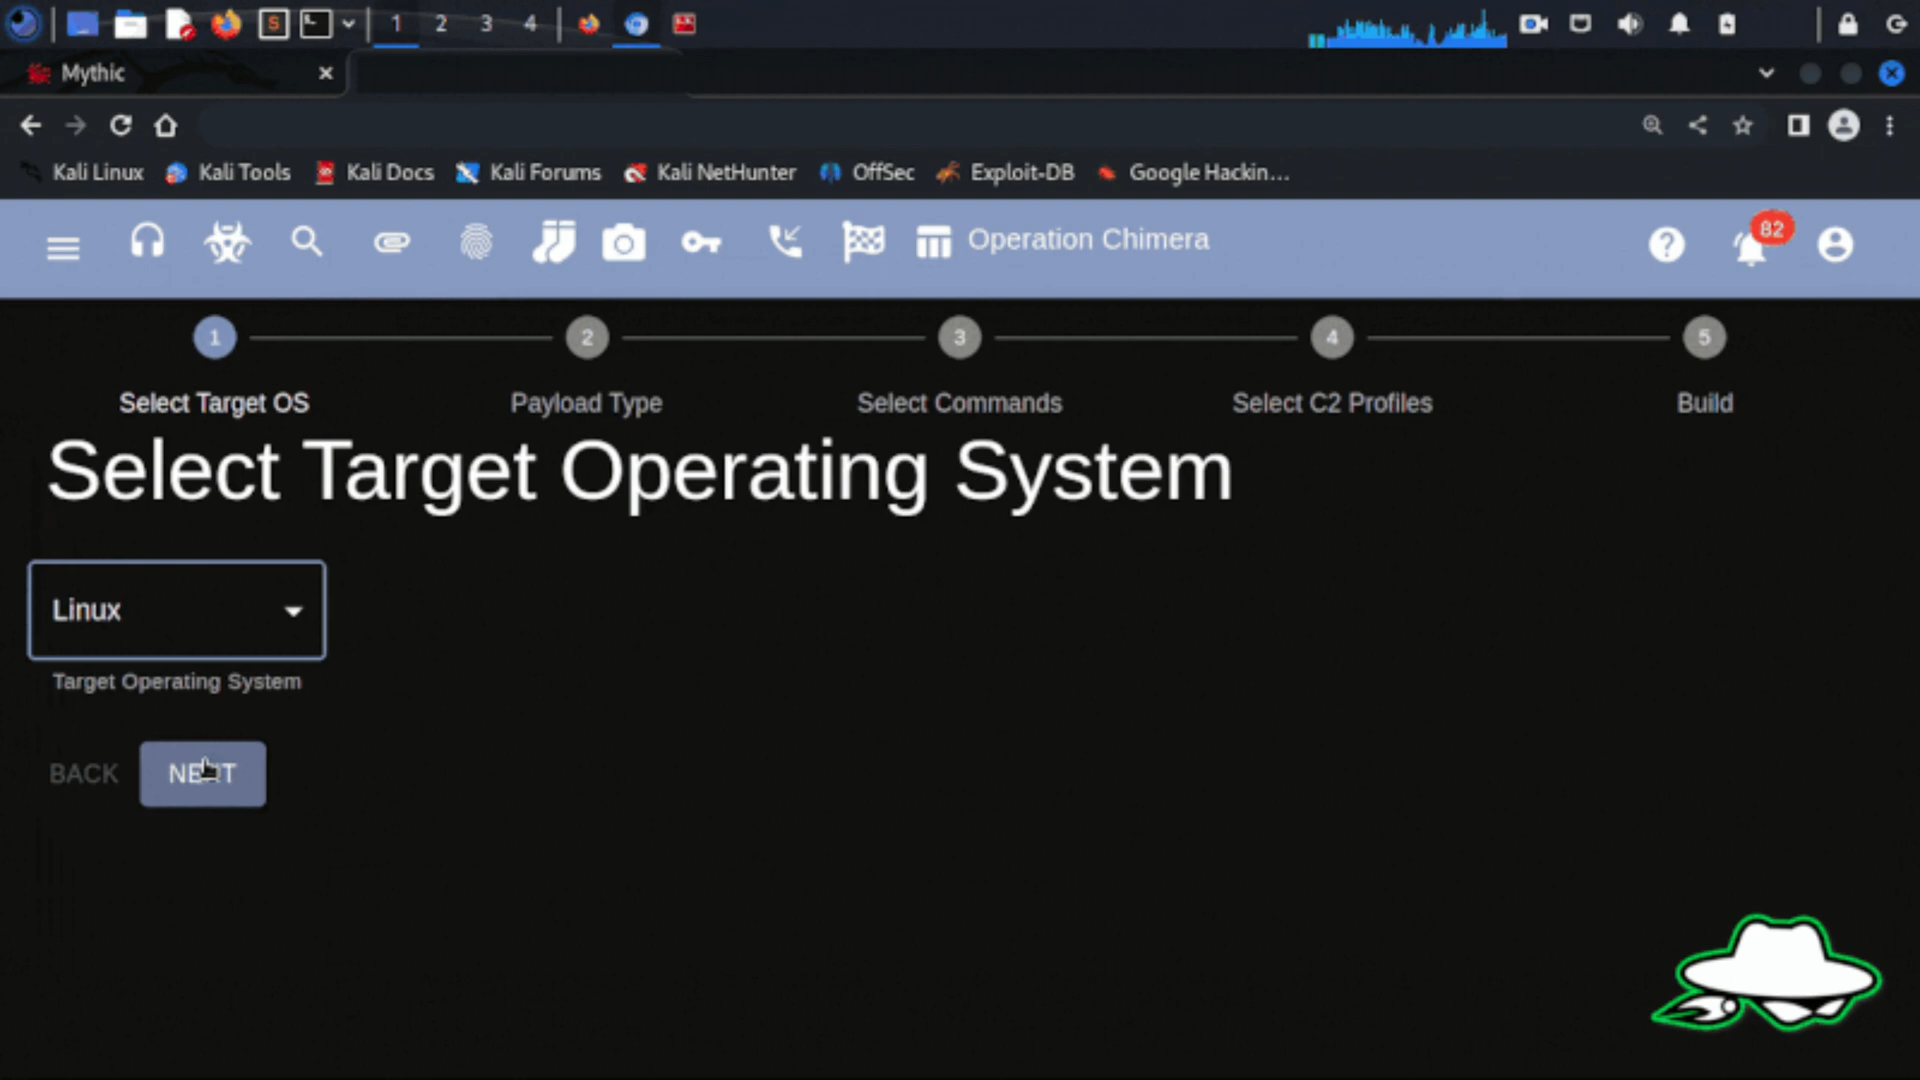 1 2 3 4
Mythic
Kali Linux Kali Tools Kali Docs Kali Forums Kali NetHunter OffSec Exploit-DB Google Hackin...
Operation Chimera 82
1 2 3 4 5
Select Target OS Payload Type Select Commands Select C2 Profiles Build
Select Target Operating System
Linux
Target Operating System
BACK NEXT